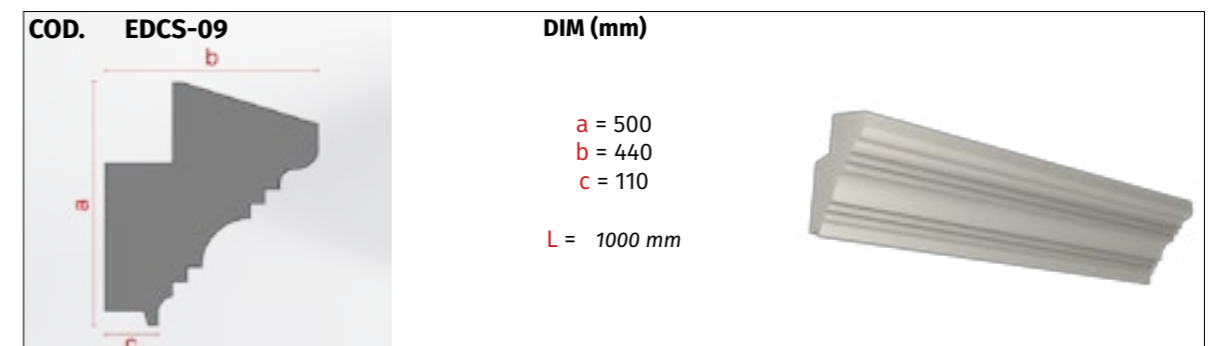 COD. EDCS-09
DIM (mm)
b
a
c
a = 500
b = 440
c = 110
L = 1000 mm